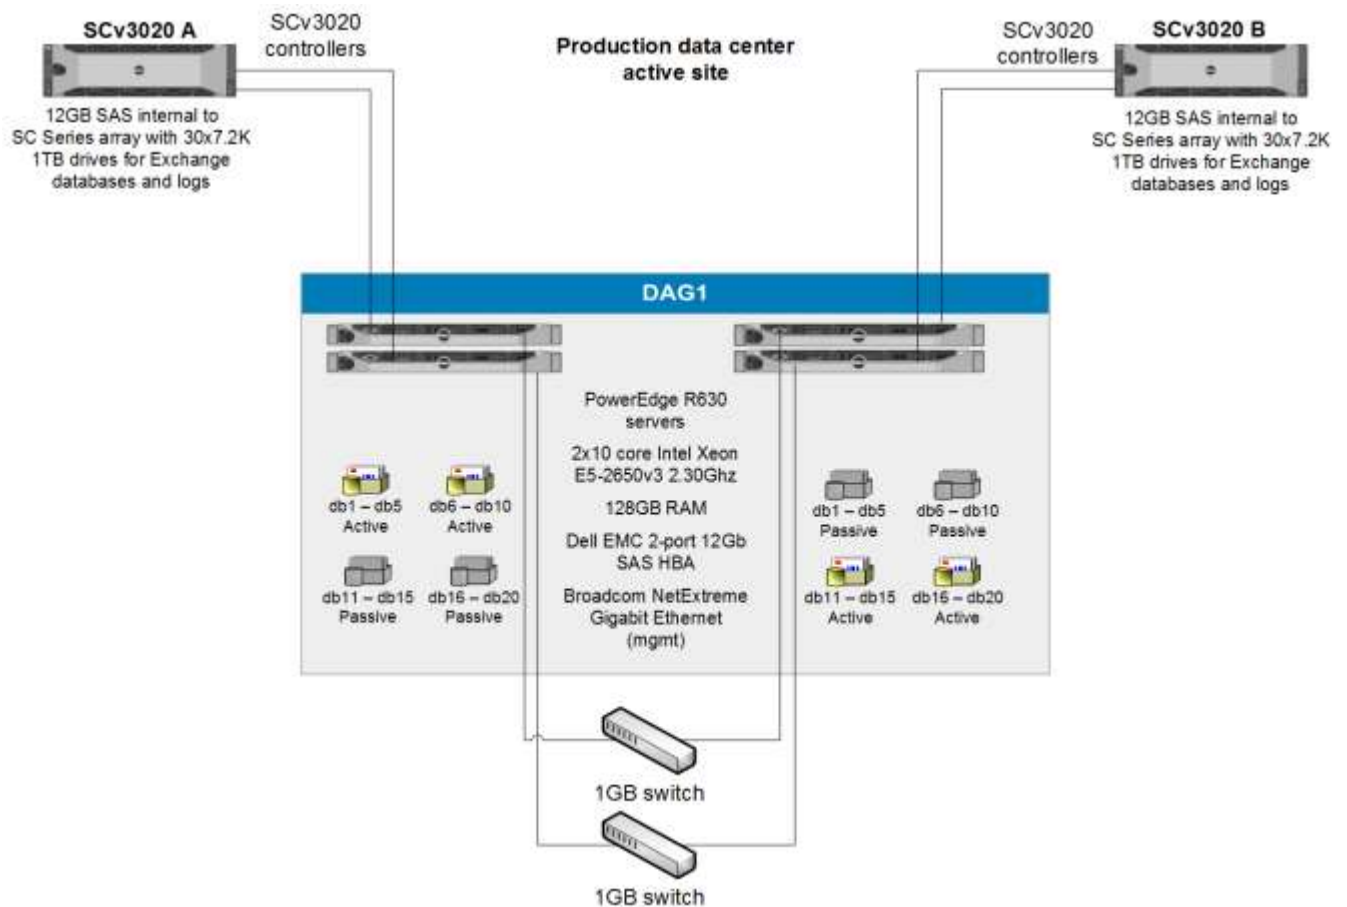 SCv3020 A
SCv3020
controllers
12GB SAS internal to
SC Series array with 30x7.2K
1TB drives for Exchange
databases and logs
Production data center
active site
SCv3020
controllers
SCv3020 B
12GB SAS internal to
SC Series array with 30x7.2K
1TB drives for Exchange
databases and logs
DAG1
PowerEdge R630
servers
2x10 core Intel Xeon
E5-2650v3 2.30Ghz
128GB RAM
Dell EMC 2-port 12Gb
SAS HBA
Broadcom NetExtreme
Gigabit Ethernet
(mgmt)
db1 – db5
Active
db6 – db10
Active
db11 – db15
Passive
db16 – db20
Passive
db1 – db5
Passive
db6 – db10
Passive
db11 – db15
Active
db16 – db20
Active
1GB switch
1GB switch